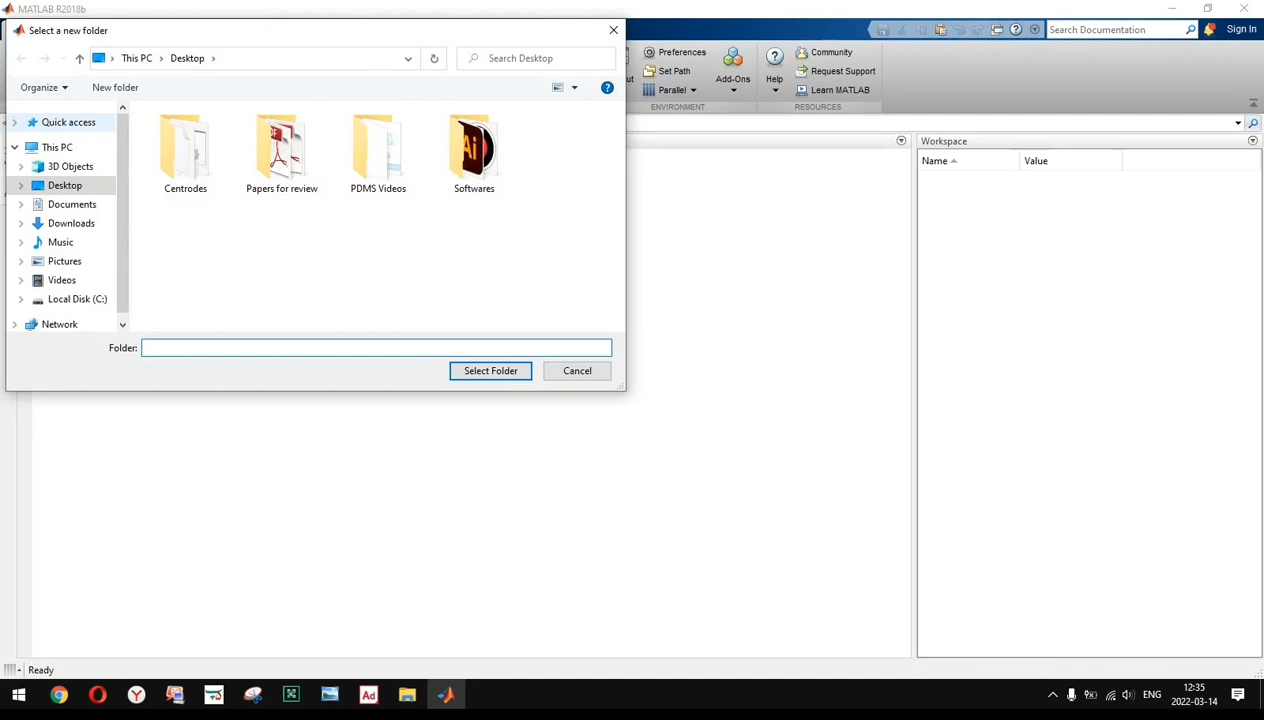 MATLAB R2018b
Select a new folder
This PC
Desktop
Search Desktop
Organize
New folder
Quick access
This PC
3D Objects
Desktop
Documents
Downloads
Music
Pictures
Videos
Local Disk (C:)
Network
Centrodes
Papers for review
PDMS Videos
Softwares
Folder:
Select Folder
Cancel
Search Documentation
Sign In
Preferences
Set Path
Parallel
Add-Ons
Help
Community
Request Support
Learn MATLAB
ENVIRONMENT
RESOURCES
Workspace
Name
Value
Ready
ENG
12:35
2022-03-14